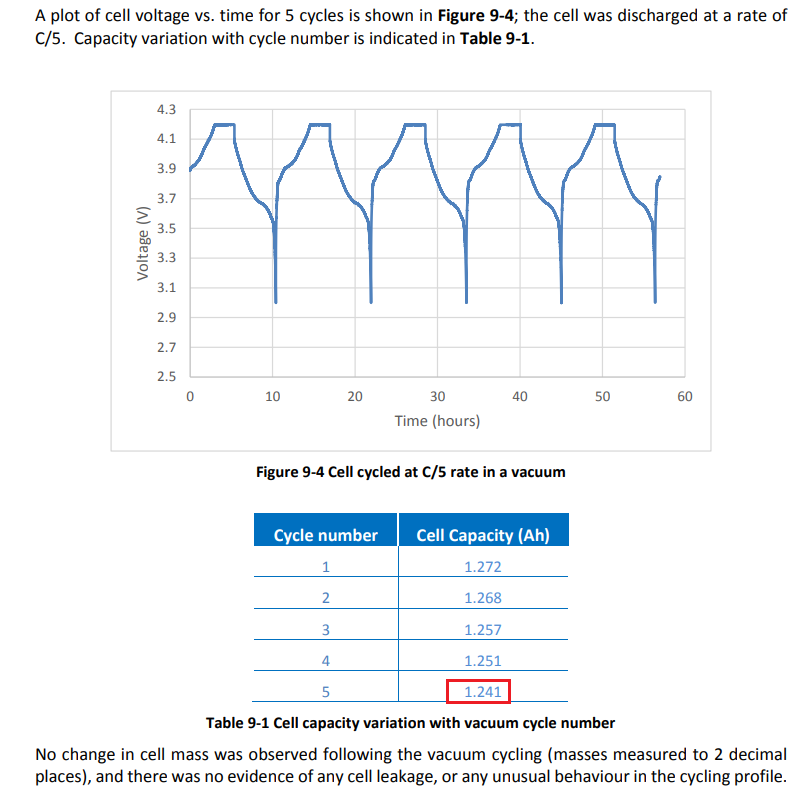 A plot of cell voltage vs. time for 5 cycles is shown in Figure 9-4; the cell was discharged at a rate of
C/5.  Capacity variation with cycle number is indicated in Table 9-1.
4.3
4.1
3.9
3.7
3.5
3.3
3.1
2.9
2.7
2.5
Voltage (V)
0 10 20 30 40 50 60
Time (hours)
Figure 9-4 Cell cycled at C/5 rate in a vacuum
Cycle number Cell Capacity (Ah)
1 1.272
2 1.268
3 1.257
4 1.251
5 1.241
Table 9-1 Cell capacity variation with vacuum cycle number
No change in cell mass was observed following the vacuum cycling (masses measured to 2 decimal
places), and there was no evidence of any cell leakage, or any unusual behaviour in the cycling profile.